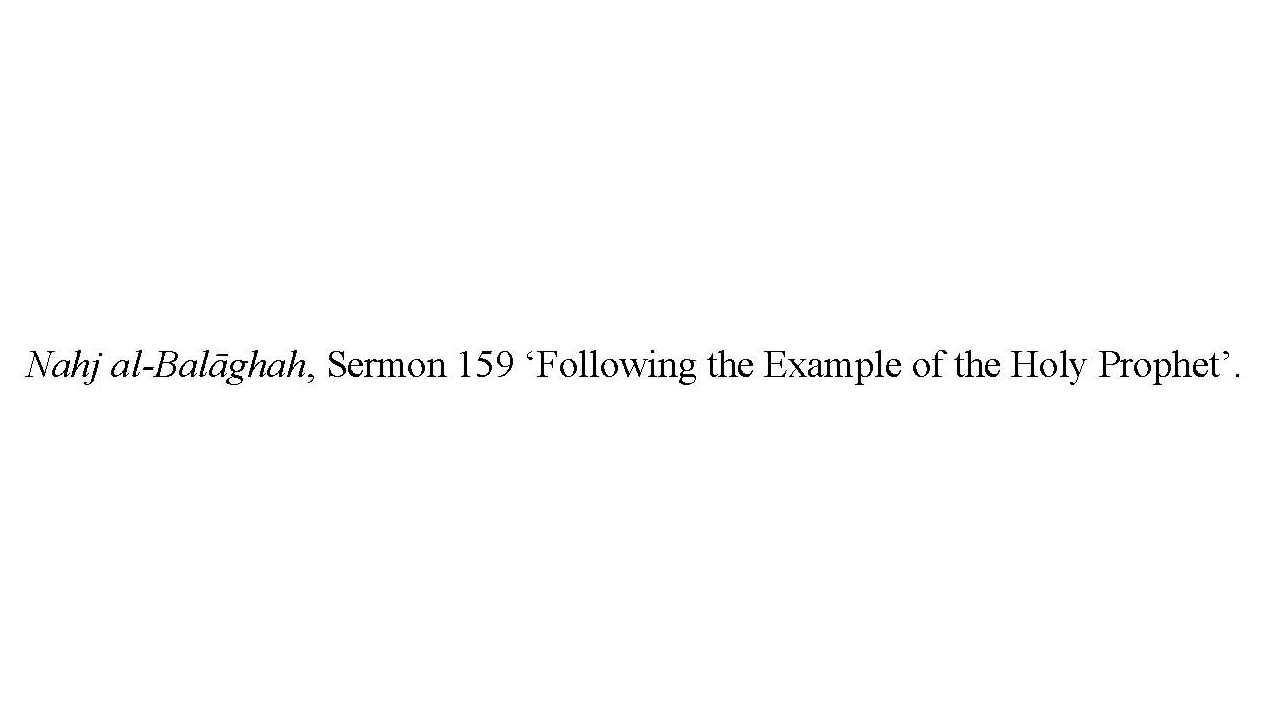 Nahj al-Balāghah, Sermon 159 ‘Following the Example of the Holy Prophet’.